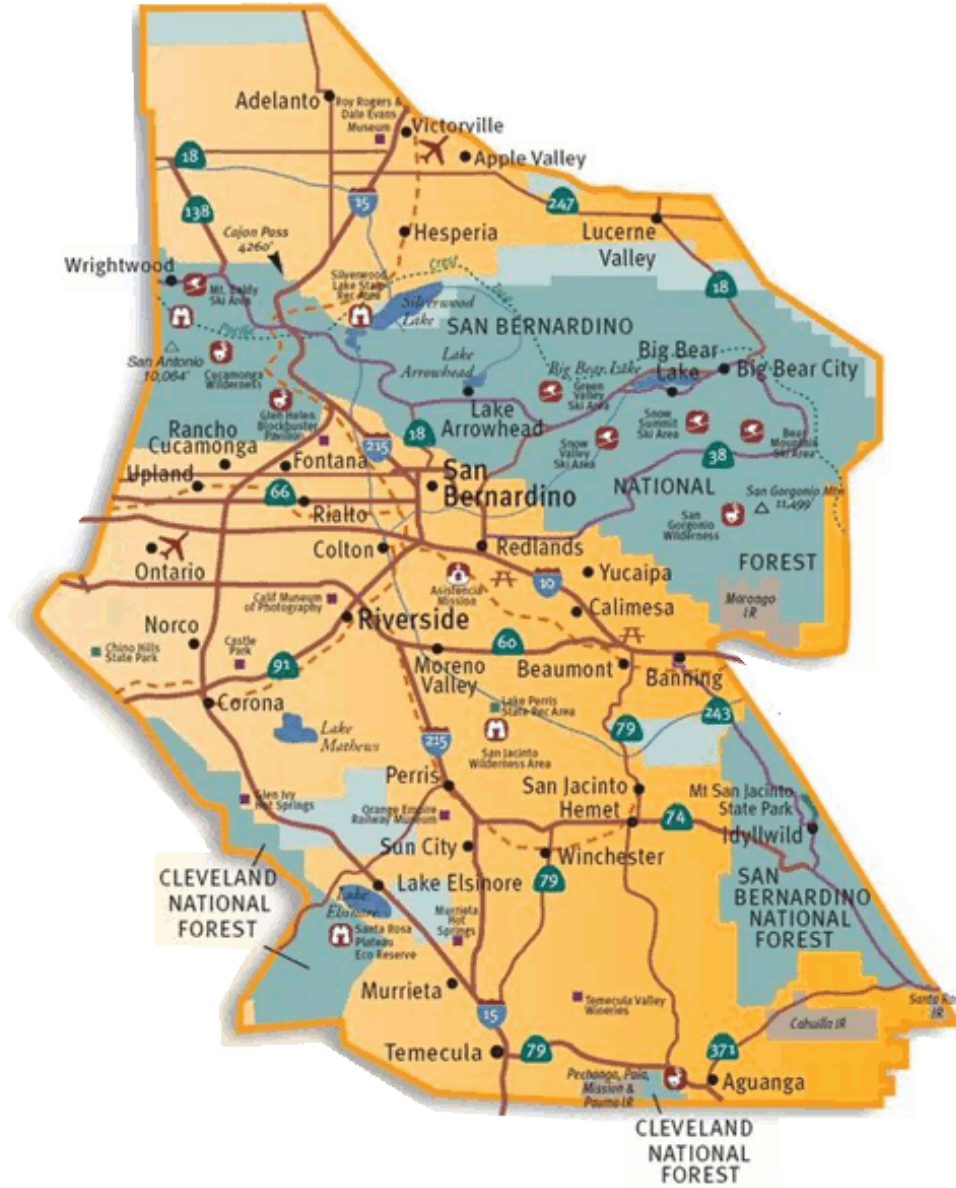 Adelanto
Roy Rogers &
Dale Evans
Museum
Victorville
Apple Valley
18
15
247
138
Cajon Pass
4260'
Hesperia
Lucerne
Valley
Wrightwood
Mt. Baldy
Ski Area
Silverwood
Lake State
Rec Area
Crest
Trail
18
Silverwood
Lake
SAN BERNARDINO
Pacific
San Antonio
10,064'
Cucamonga
Wilderness
Lake
Arrowhead
Big Bear Lake
Big Bear
Lake
Big Bear City
Green
Valley
Ski Area
Glen Helen
Blockbuster
Pavilion
Lake
Arrowhead
Snow
Summit
Ski Area
Bear
Mountain
Ski Area
Rancho
Cucamonga
215
18
Snow
Valley
Ski Area
38
Fontana
Upland
San
Bernardino
NATIONAL
San Gorgonio Mtn
11,499'
66
Rialto
San
Gorgonio
Wilderness
Colton
Redlands
FOREST
Ontario
Asistencia
Mission
10
Yucaipa
Calif Museum
of Photography
Calimesa
Morongo
IR
Riverside
Norco
Chino Hills
State Park
Castle
Park
91
60
Moreno
Valley
Beaumont
Banning
Corona
Lake Perris
State Rec Area
243
79
Lake
Mathews
215
San Jacinto
Wilderness Area
Perris
San Jacinto
Hemet
Mt San Jacinto
State Park
Glen Ivy
Hot Springs
Orange Empire
Railway Museum
74
Idyllwild
Sun City
Winchester
CLEVELAND
NATIONAL
FOREST
Lake Elsinore
79
SAN
BERNARDINO
NATIONAL
FOREST
Lake
Elsinore
Murrieta
Hot
Springs
Santa Rosa
Plateau
Eco Reserve
Murrieta
Temecula Valley
Wineries
15
Cahuilla IR
IR
Temecula
79
371
Pechanga, Pala,
Mission &
Pauma IR
Aguanga
CLEVELAND
NATIONAL
FOREST